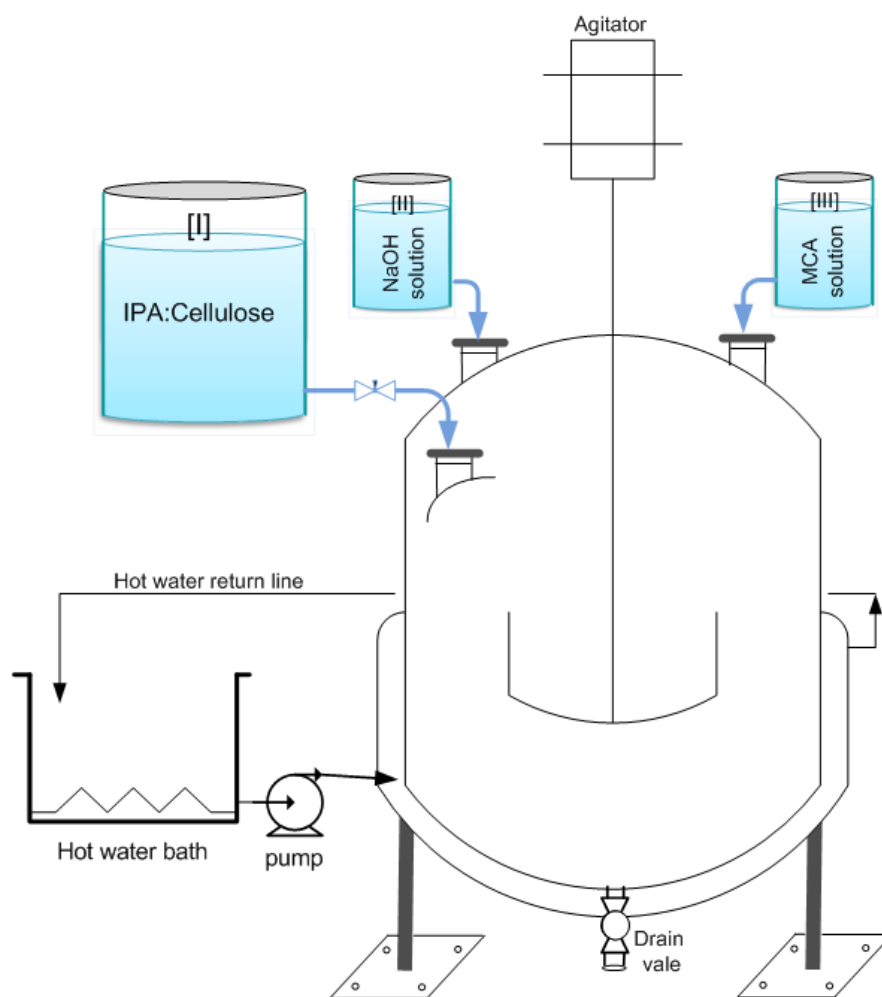 Agitator
[I]
IPA:Cellulose
[II]
NaOH
solution
[III]
MCA
solution
Hot water return line
Hot water bath
pump
Drain
vale